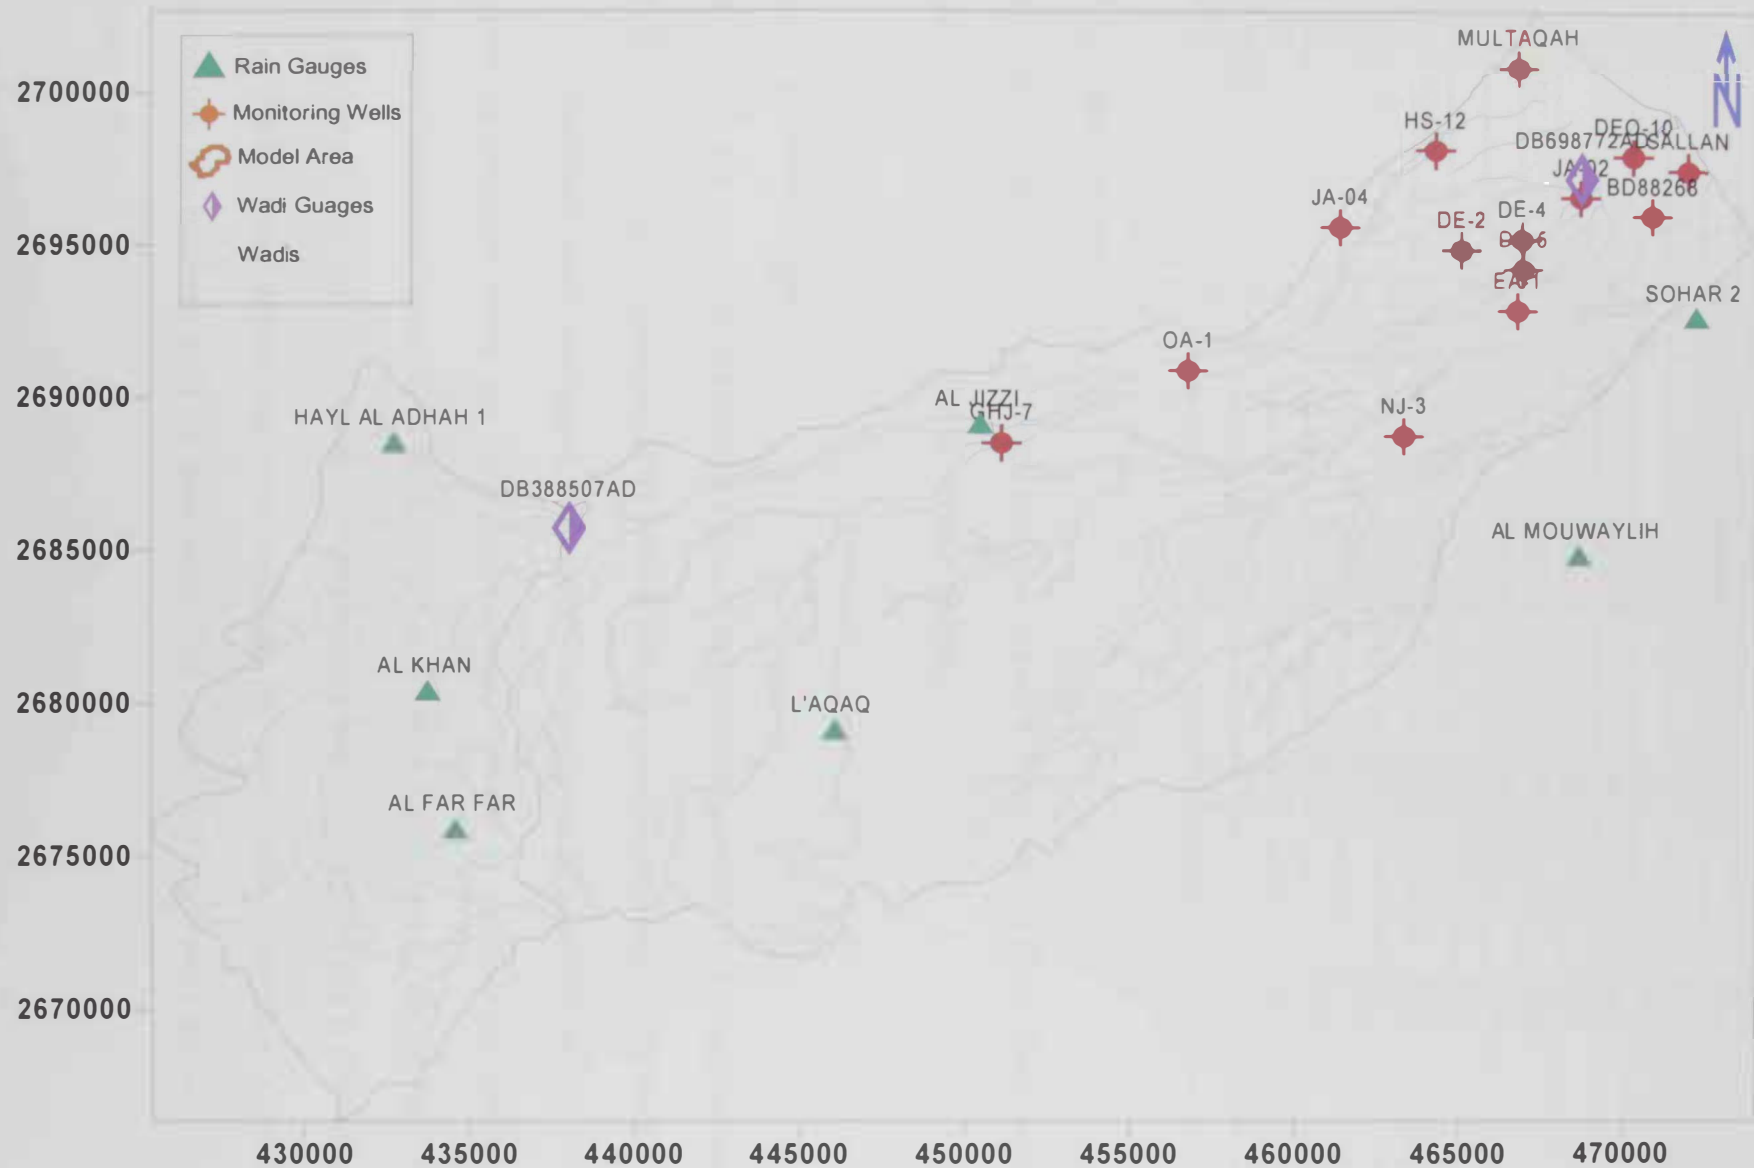 Rain Gauges
Monitoring Wells
Model Area
Wadi Guages
Wadis
N
MULTAQAH
HS-12
DEO-10
DB698772AD
SALLAN
JA-02
BD88268
JA-04
DE-2
DE-4
EA-1
SOHAR 2
OA-1
AL JIZZI
GHJ-7
NJ-3
HAYL AL ADHAH 1
DB388507AD
AL MOUWAYLIH
AL KHAN
L'AQAQ
AL FAR FAR
2700000
2695000
2690000
2685000
2680000
2675000
2670000
430000 435000 440000 445000 450000 455000 460000 465000 470000